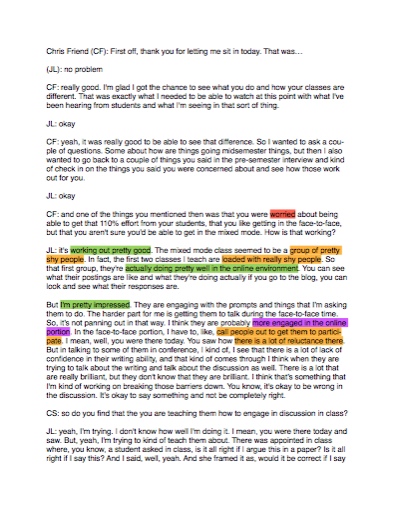 Chris Friend (CF): First off, thank you for letting me sit in today. That was…
(JL): no problem
CF: really good. I'm glad I got the chance to see what you do and how your classes are
different. That was exactly what I needed to be able to watch at this point with what I've
been hearing from students and what I'm seeing in that sort of thing.
JL: okay
CF: yeah, it was really good to be able to see that difference. So I wanted to ask a cou-
ple of questions. Some about how are things going midsemester things, but then I also
wanted to go back to a couple of things you said in the pre-semester interview and kind
of check in on the things you said you were concerned about and see how those work
out for you.
JL: okay
CF: and one of the things you mentioned then was that you were worried about being
able to get that 110% effort from your students, that you like getting in the face-to-face,
but that you aren't sure you'd be able to get in the mixed mode. How is that working?
JL: it's working out pretty good. The mixed mode class seemed to be a group of pretty
shy people. In fact, the first two classes I teach are loaded with really shy people. So
that first group, they're actually doing pretty well in the online environment. You can see
what their postings are like and what they're doing actually if you go to the blog, you can
look and see what their responses are.
But I'm pretty impressed. They are engaging with the prompts and things that I'm asking
them to do. The harder part for me is getting them to talk during the face-to-face time.
So, it's not panning out in that way. I think they are probably more engaged in the online
portion. In the face-to-face portion, I have to, like, call people out to get them to partici-
pate. I mean, well, you were there today. You saw how there is a lot of reluctance there.
But in talking to some of them in conference, I kind of, I see that there is a lot of lack of
confidence in their writing ability, and that kind of comes through I think when they are
trying to talk about the writing and talk about the discussion as well. There is a lot that
are really brilliant, but they don't know that they are brilliant. I think that's something that
I'm kind of working on breaking those barriers down. You know, it's okay to be wrong in
the discussion. It's okay to say something and not be completely right.
CS: so do you find that the you are teaching them how to engage in discussion in class?
JL: yeah, I'm trying. I don't know how well I'm doing it. I mean, you were there today and
saw. But, yeah, I'm trying to kind of teach them about. There was appointed in class
where, you know, a student asked in class, is it all right if I argue this in a paper? Is it all
right if I say this? And I said, well, yeah. And she framed it as, would it be correct if I say